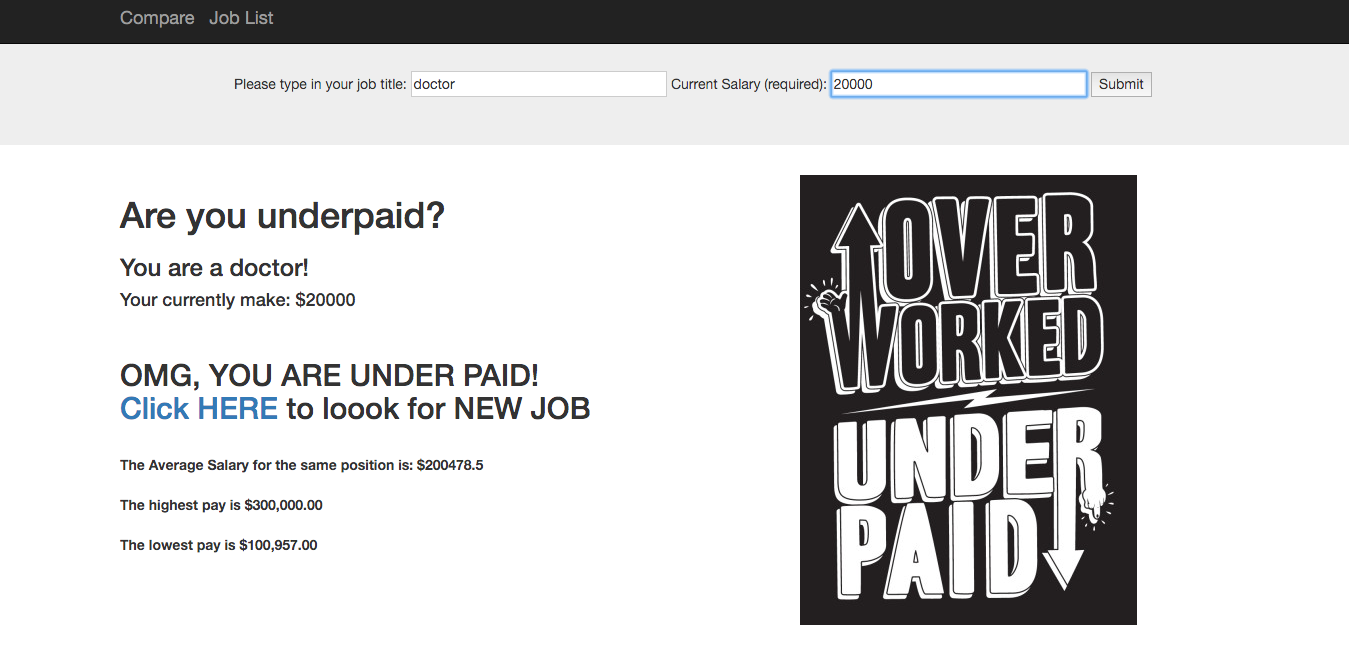 Compare Job List
Please type in your job title: doctor Current Salary (required): 20000 Submit
Are you underpaid?
You are a doctor!
Your currently make: $20000
OMG, YOU ARE UNDER PAID!
Click HERE to loook for NEW JOB
The Average Salary for the same position is: $200478.5
The highest pay is $300,000.00
The lowest pay is $100,957.00
OVER
WORKED
UNDER
PAID